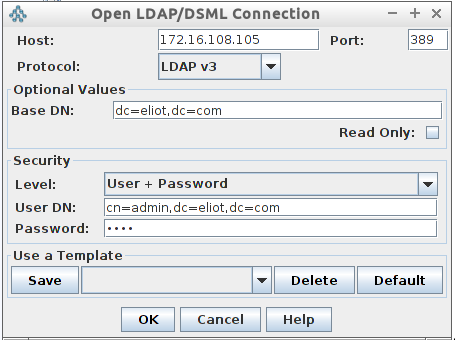 Open LDAP/DSML Connection
Host: 172.16.108.105 Port: 389
Protocol: LDAP v3
Optional Values
Base DN: dc=eliot,dc=com
Read Only:
Security
Level: User + Password
User DN: cn=admin,dc=eliot,dc=com
Password: ••••
Use a Template
Save Delete Default
OK Cancel Help